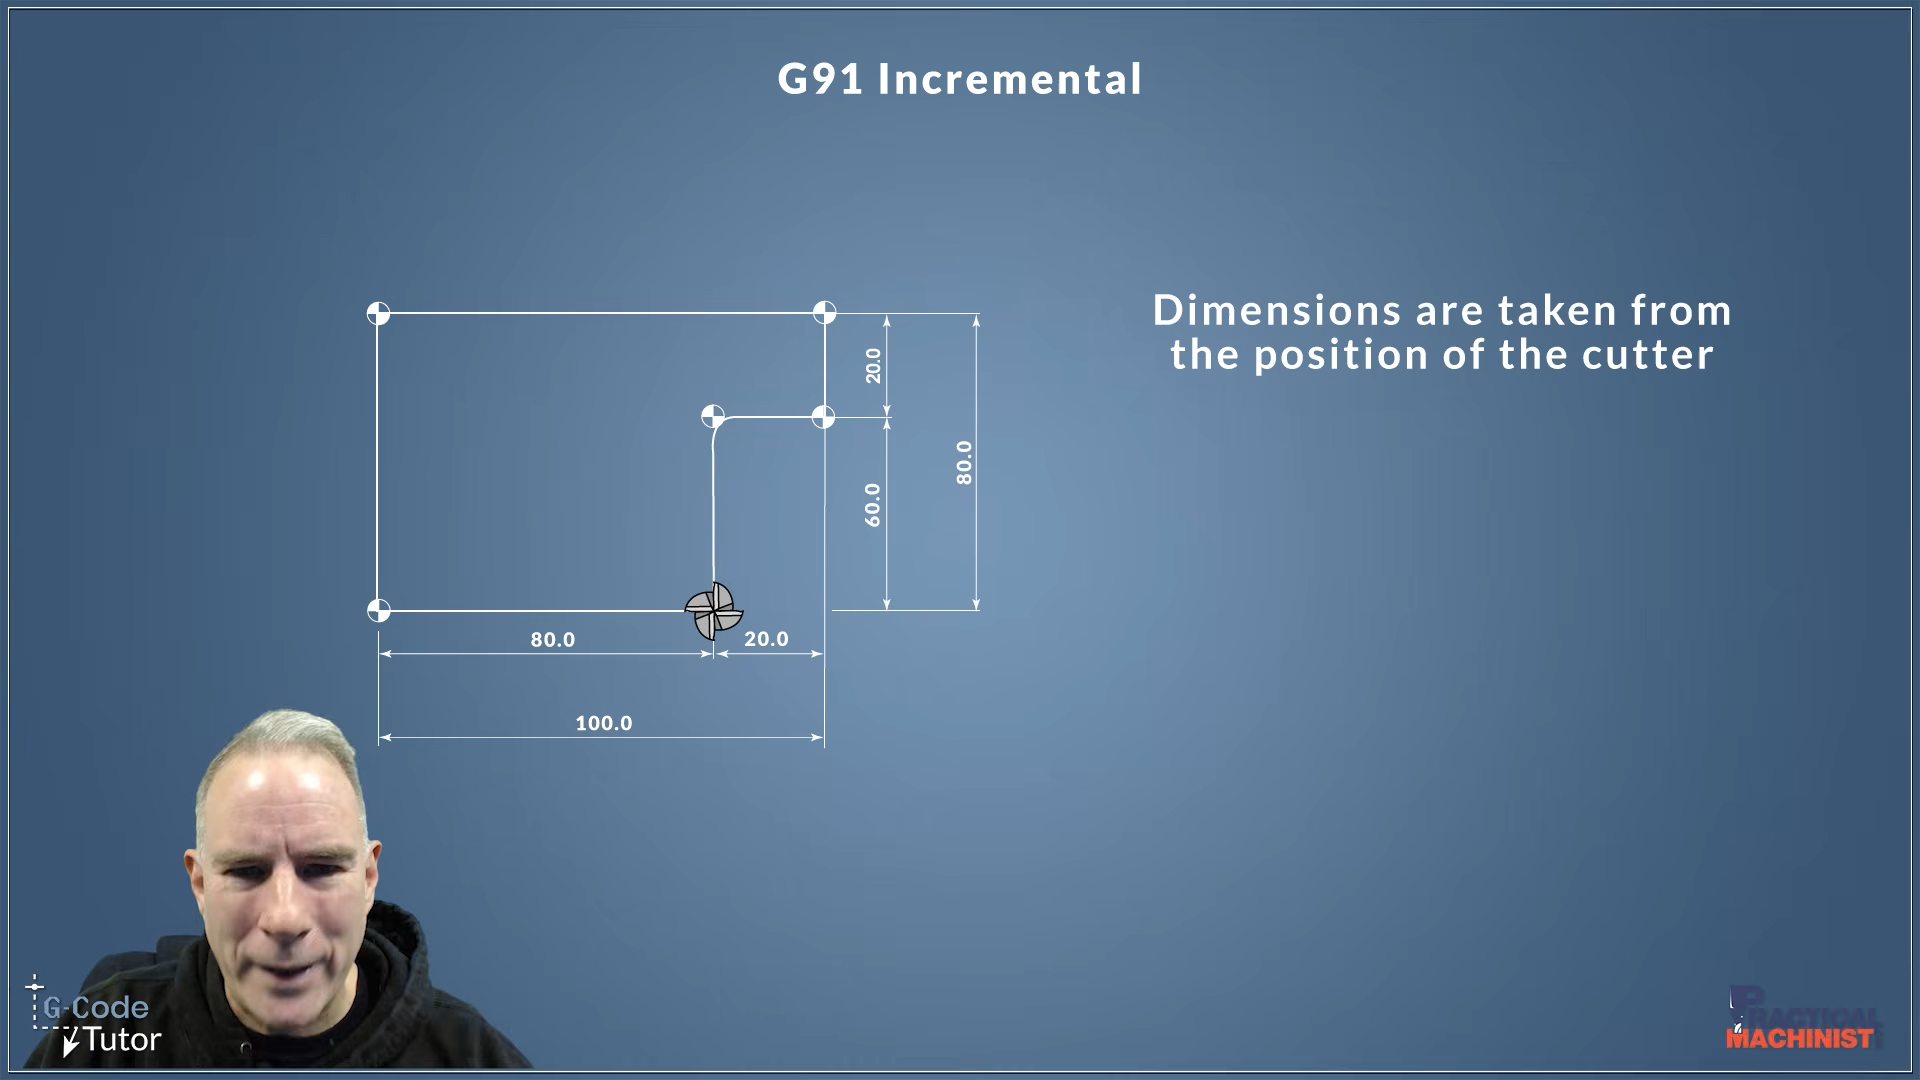 G91 Incremental
Dimensions are taken from
the position of the cutter
20.0
60.0
80.0
80.0
20.0
100.0
G-Code
Tutor
PRACTICAL
MACHINIST